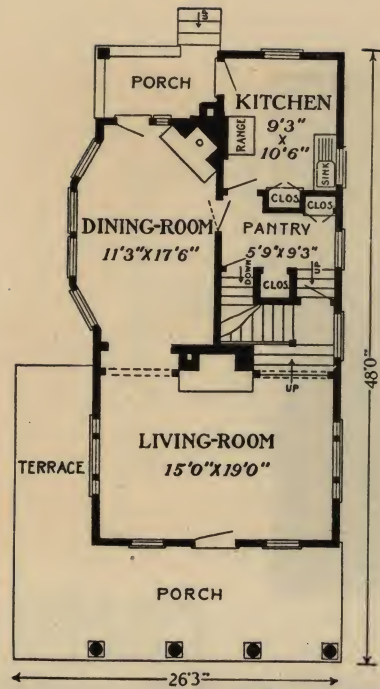 UP
PORCH
KITCHEN
9'3"
X
10'6"
RANGE
SINK
CLOS.
CLOS.
DINING-ROOM
11'3"X17'6"
PANTRY
5'9"X9'3"
DOWN
CLOS.
UP
UP
48'0"
LIVING-ROOM
15'0"X19'0"
TERRACE
PORCH
26'3"